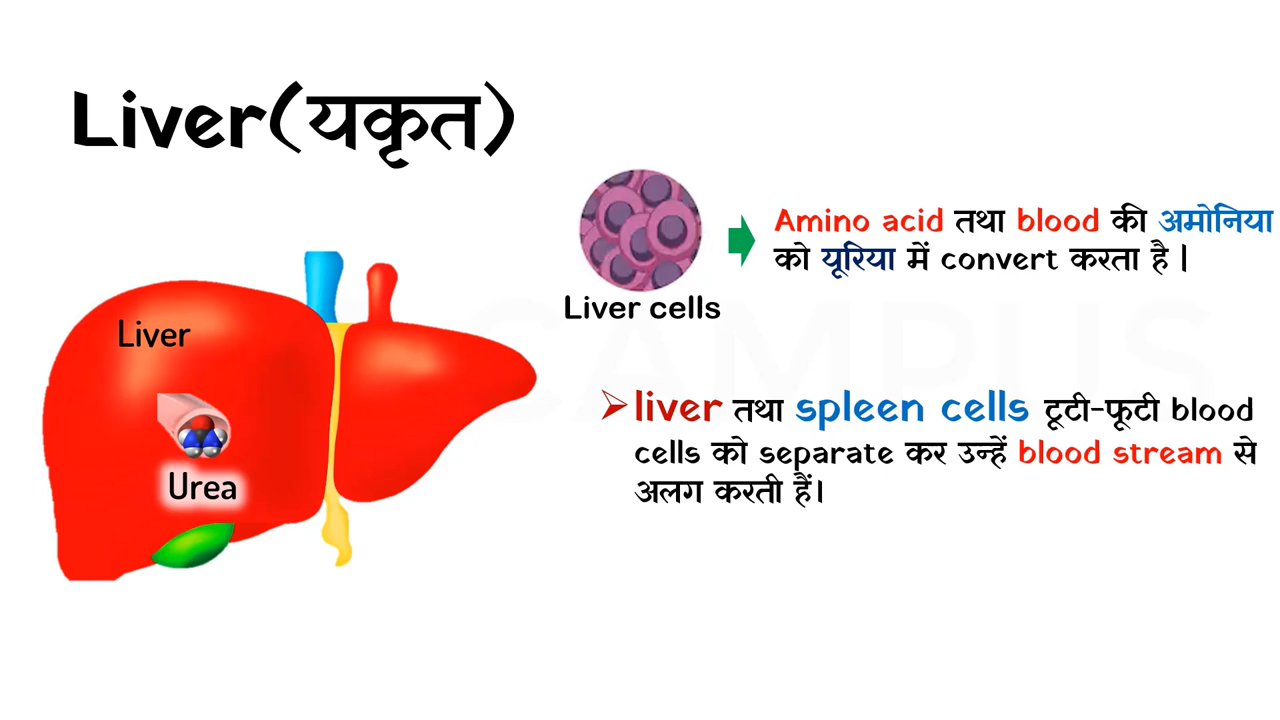 Liver(यकृत)
Amino acid तथा blood की अमोनिया
को यूरिया में convert करता है |
Liver cells
Liver
Urea
➢liver तथा spleen cells टूटी-फूटी blood
cells को separate कर उन्हें blood stream से
अलग करती हैं।
CAMPUS